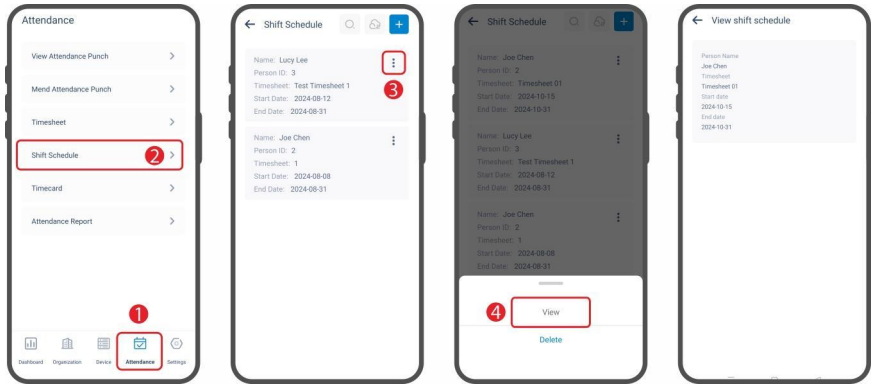 Attendance
View Attendance Punch
Mend Attendance Punch
Timesheet
Shift Schedule
2
Timecard
Attendance Report
1
Dashboard Organization Device Attendance Settings
Shift Schedule
Name: Lucy Lee
Person ID: 3
Timesheet: Test Timesheet 1
Start Date: 2024-08-12
End Date: 2024-08-31
3
Name: Joe Chen
Person ID: 2
Timesheet: 1
Start Date: 2024-08-08
End Date: 2024-08-31
Shift Schedule
Name: Joe Chen
Person ID: 2
Timesheet: Timesheet 01
Start Date: 2024-10-15
End Date: 2024-10-31
Name: Lucy Lee
Person ID: 3
Timesheet: Test Timesheet 1
Start Date: 2024-08-12
End Date: 2024-08-31
Name: Joe Chen
Person ID: 2
Timesheet: 1
Start Date: 2024-08-08
End Date: 2024-08-31
4
View
Delete
View shift schedule
Person Name
Joe Chen
Timesheet
Timesheet 01
Start date
2024-10-15
End date
2024-10-31